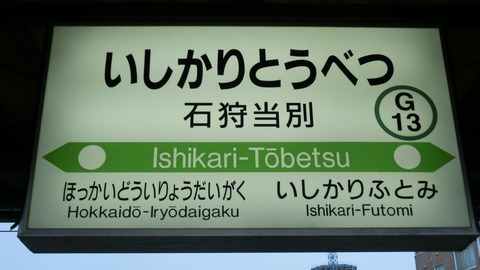 いしかりとうべつ
石狩当別
G
13
Ishikari-Tōbetsu
ほっかいどういりょうだいがく
Hokkaidō-Iryōdaigaku
いしかりふとみ
Ishikari-Futomi